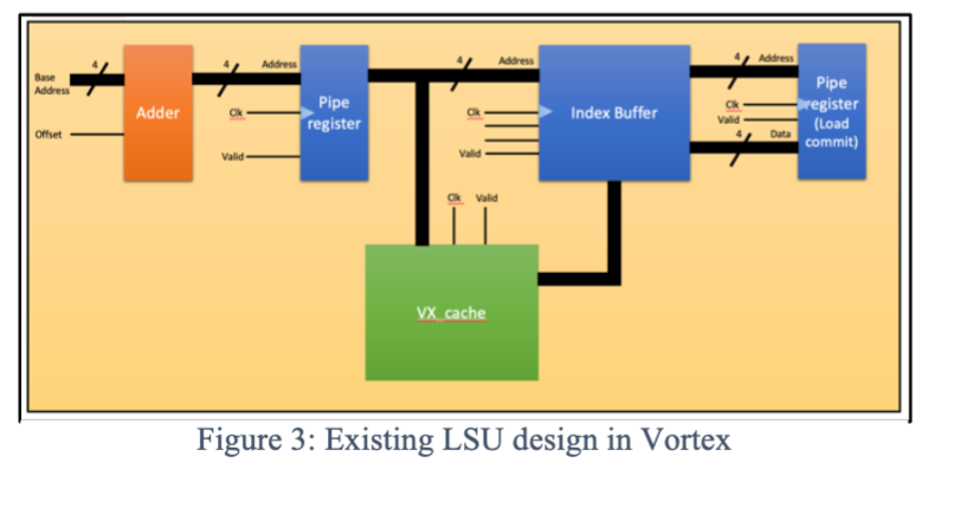 4
Base
Address
Offset
Adder
4
Address
Clk
Valid
Pipe
register
4
Address
Clk
Valid
Index Buffer
4
Address
Clk
Valid
4
Data
Pipe
register
(Load
commit)
Clk Valid
VX_cache
Figure 3: Existing LSU design in Vortex